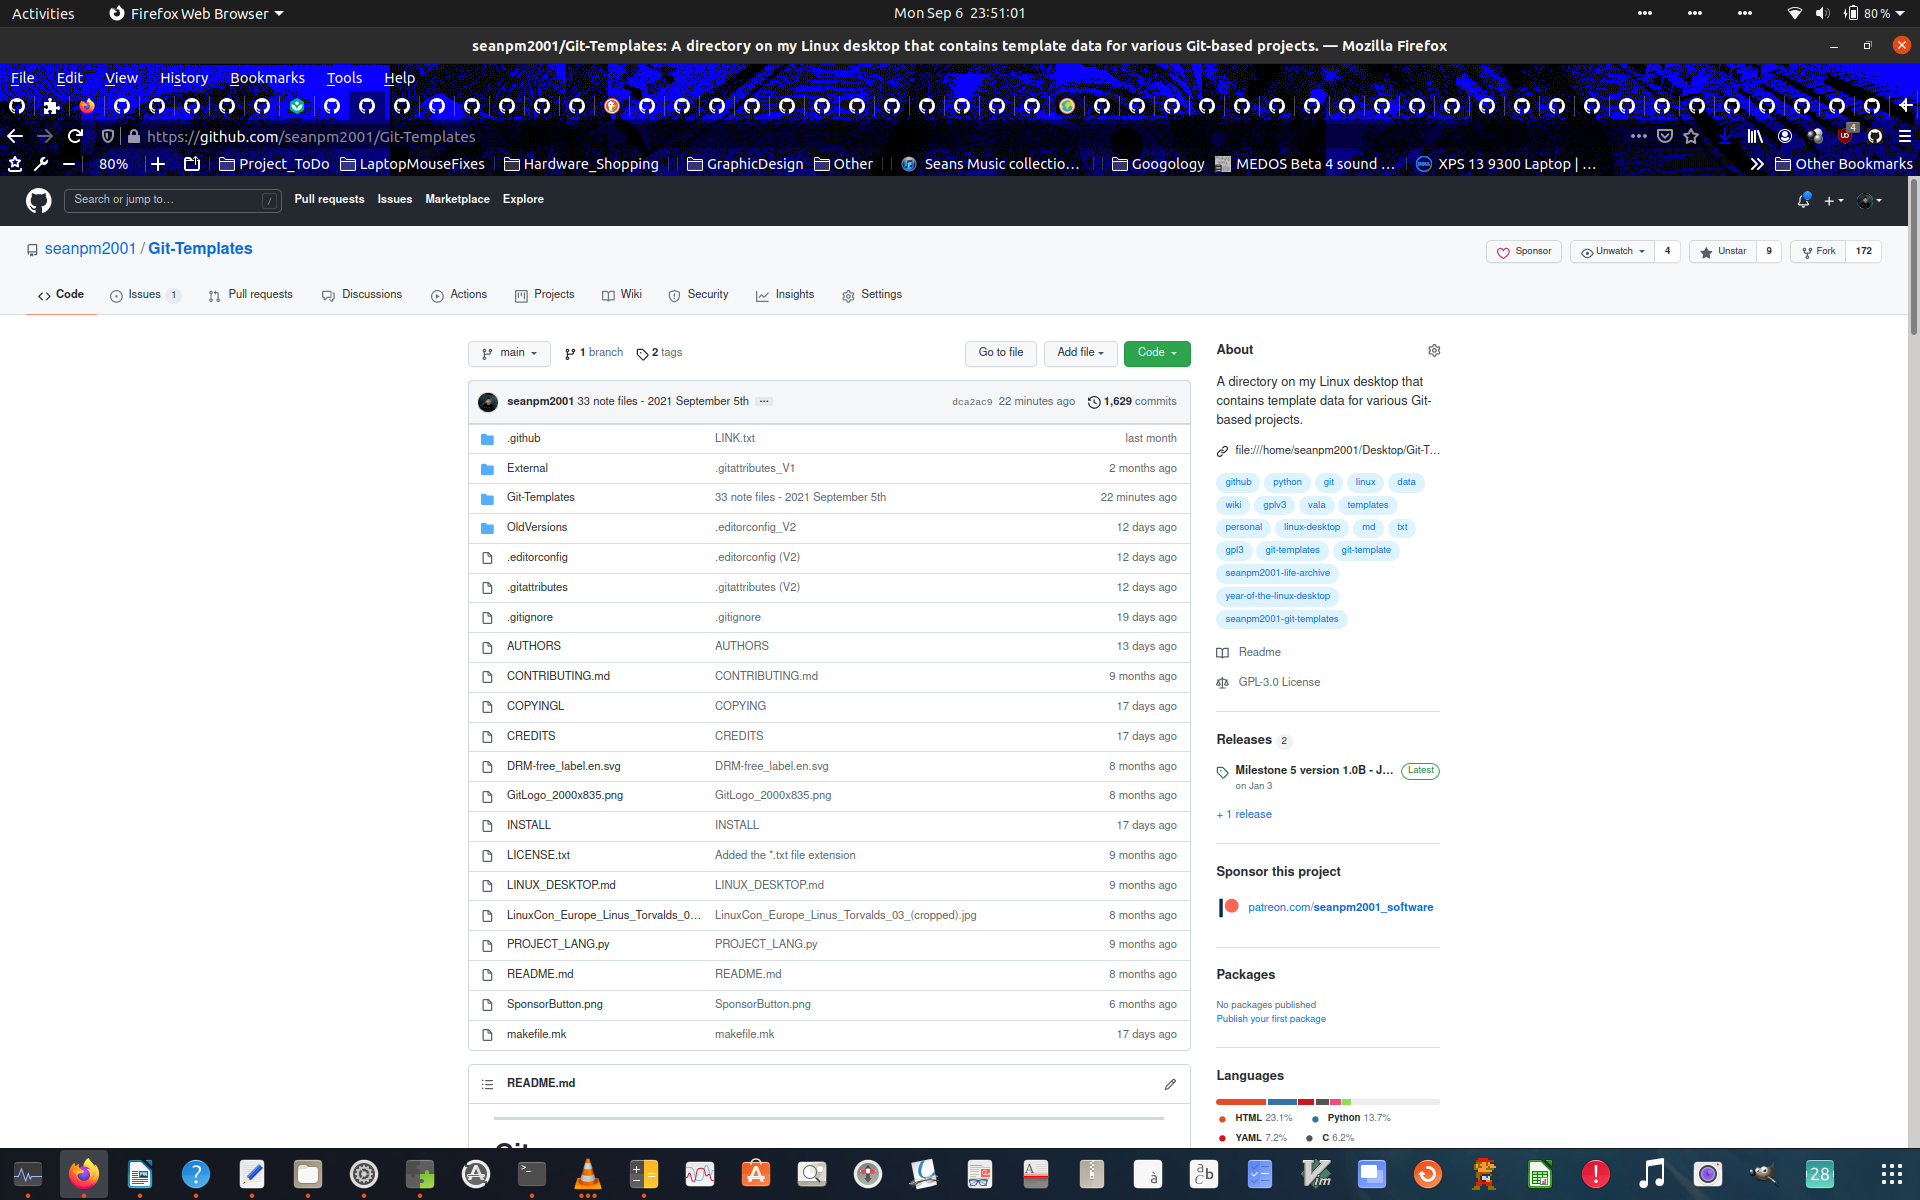 Activities Firefox Web Browser Mon Sep 6 23:51:01 80 %
seanpm2001/Git-Templates: A directory on my Linux desktop that contains template data for various Git-based projects. — Mozilla Firefox
File Edit View History Bookmarks Tools Help
https://github.com/seanpm2001/Git-Templates 4
80% Project_ToDo LaptopMouseFixes Hardware_Shopping GraphicDesign Other Seans Music collectio… Googology MEDOS Beta 4 sound … XPS 13 9300 Laptop | … Other Bookmarks
Search or jump to… / Pull requests Issues Marketplace Explore
seanpm2001 / Git-Templates Sponsor Unwatch 4 Unstar 9 Fork 172
Code Issues 1 Pull requests Discussions Actions Projects Wiki Security Insights Settings
main 1 branch 2 tags Go to file Add file Code
seanpm2001 33 note files - 2021 September 5th … dca2ac9 22 minutes ago 1,629 commits
.github LINK.txt last month
External .gitattributes_V1 2 months ago
Git-Templates 33 note files - 2021 September 5th 22 minutes ago
OldVersions .editorconfig_V2 12 days ago
.editorconfig .editorconfig (V2) 12 days ago
.gitattributes .gitattributes (V2) 12 days ago
.gitignore .gitignore 19 days ago
AUTHORS AUTHORS 13 days ago
CONTRIBUTING.md CONTRIBUTING.md 9 months ago
COPYINGL COPYING 17 days ago
CREDITS CREDITS 17 days ago
DRM-free_label.en.svg DRM-free_label.en.svg 8 months ago
GitLogo_2000x835.png GitLogo_2000x835.png 8 months ago
INSTALL INSTALL 17 days ago
LICENSE.txt Added the *.txt file extension 9 months ago
LINUX_DESKTOP.md LINUX_DESKTOP.md 9 months ago
LinuxCon_Europe_Linus_Torvalds_0… LinuxCon_Europe_Linus_Torvalds_03_(cropped).jpg 8 months ago
PROJECT_LANG.py PROJECT_LANG.py 9 months ago
README.md README.md 8 months ago
SponsorButton.png SponsorButton.png 6 months ago
makefile.mk makefile.mk 17 days ago
README.md
About
A directory on my Linux desktop that
contains template data for various Git-
based projects.
file:///home/seanpm2001/Desktop/Git-T…
github python git linux data
wiki gplv3 vala templates
personal linux-desktop md txt
gpl3 git-templates git-template
seanpm2001-life-archive
year-of-the-linux-desktop
seanpm2001-git-templates
Readme
GPL-3.0 License
Releases 2
Milestone 5 version 1.0B - J… Latest
on Jan 3
+ 1 release
Sponsor this project
patreon.com/seanpm2001_software
Packages
No packages published
Publish your first package
Languages
HTML 23.1% Python 13.7%
YAML 7.2% C 6.2%
28